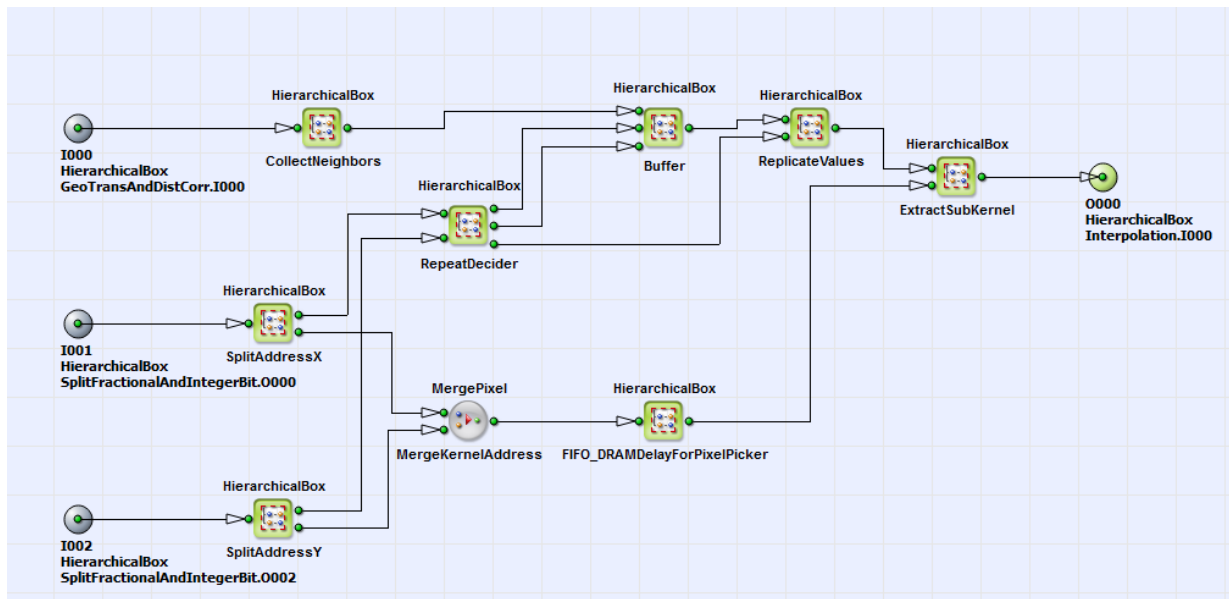 HierarchicalBox
CollectNeighbors
HierarchicalBox
Buffer
HierarchicalBox
ReplicateValues
I000
HierarchicalBox
GeoTransAndDistCorr.I000
HierarchicalBox
RepeatDecider
HierarchicalBox
ExtractSubKernel
O000
HierarchicalBox
Interpolation.I000
HierarchicalBox
SplitAddressX
I001
HierarchicalBox
SplitFractionalAndIntegerBit.O000
MergePixel
MergeKernelAddress
HierarchicalBox
FIFO_DRAMDelayForPixelPicker
HierarchicalBox
SplitAddressY
I002
HierarchicalBox
SplitFractionalAndIntegerBit.O002